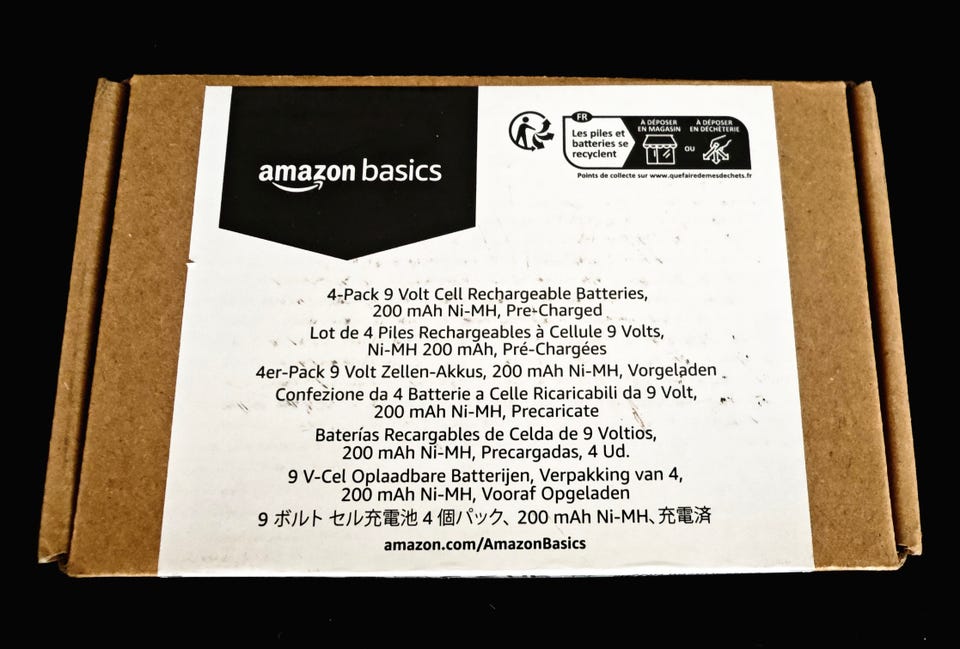 amazon basics
FR
Les piles et
batteries se
recyclent
À DÉPOSER
EN MAGASIN
OU
À DÉPOSER
EN DÉCHÈTERIE
Points de collecte sur www.quefairedemesdechets.fr
4-Pack 9 Volt Cell Rechargeable Batteries,
200 mAh Ni-MH, Pre-Charged
Lot de 4 Piles Rechargeables à Cellule 9 Volts,
Ni-MH 200 mAh, Pré-Chargées
4er-Pack 9 Volt Zellen-Akkus, 200 mAh Ni-MH, Vorgeladen
Confezione da 4 Batterie a Celle Ricaricabili da 9 Volt,
200 mAh Ni-MH, Precaricate
Baterías Recargables de Celda de 9 Voltios,
200 mAh Ni-MH, Precargadas, 4 Ud.
9 V-Cel Oplaadbare Batterijen, Verpakking van 4,
200 mAh Ni-MH, Vooraf Opgeladen
9 ボルト セル充電池 4 個パック、200 mAh Ni-MH、充電済
amazon.com/AmazonBasics